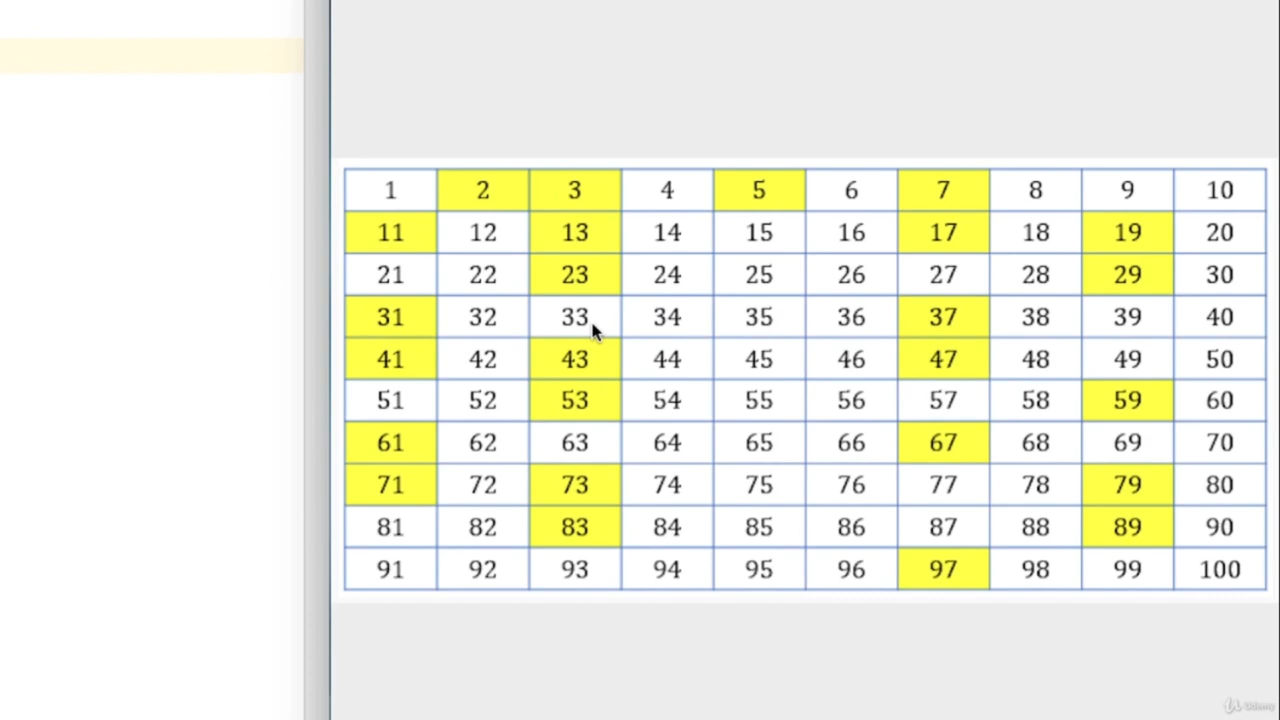 1 2 3 4 5 6 7 8 9 10
11 12 13 14 15 16 17 18 19 20
21 22 23 24 25 26 27 28 29 30
31 32 33 34 35 36 37 38 39 40
41 42 43 44 45 46 47 48 49 50
51 52 53 54 55 56 57 58 59 60
61 62 63 64 65 66 67 68 69 70
71 72 73 74 75 76 77 78 79 80
81 82 83 84 85 86 87 88 89 90
91 92 93 94 95 96 97 98 99 100
Udemy